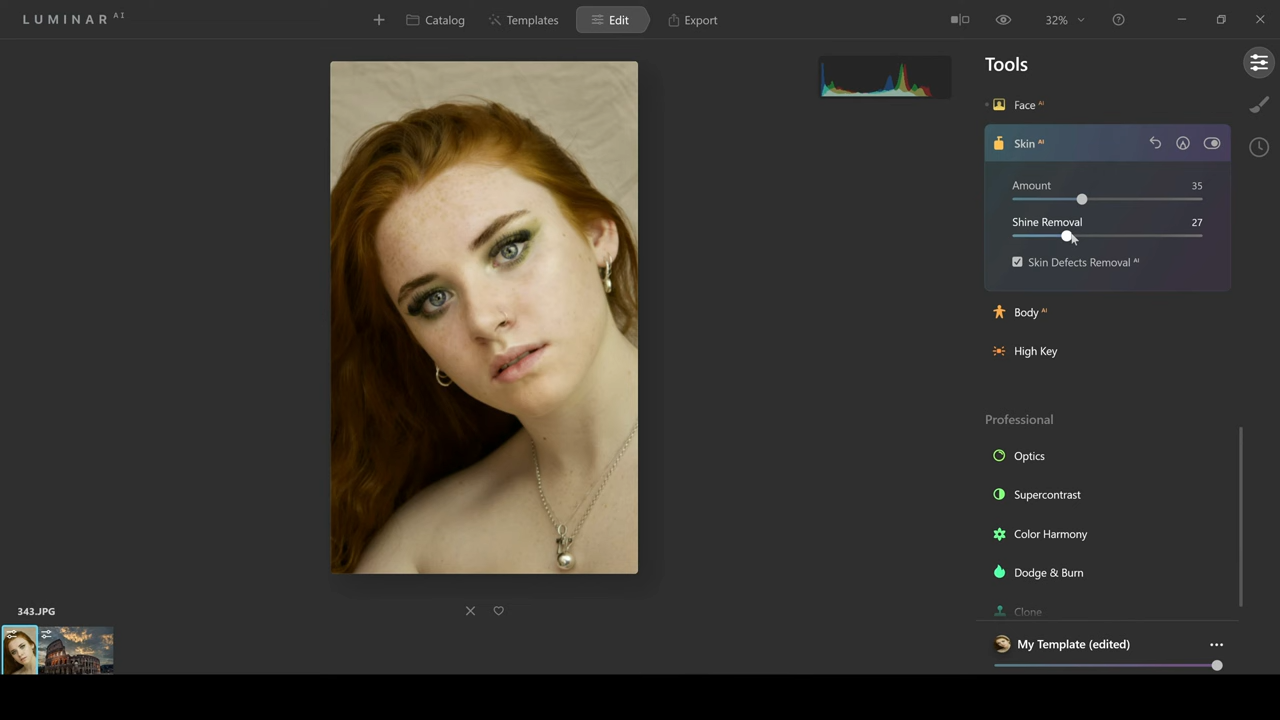 LUMINAR AI
Catalog
Templates
Edit
Export
32%
Tools
Face AI
Skin AI
Amount 35
Shine Removal 27
Skin Defects Removal AI
Body AI
High Key
Professional
Optics
Supercontrast
Color Harmony
Dodge & Burn
Clone
343.JPG
My Template (edited)